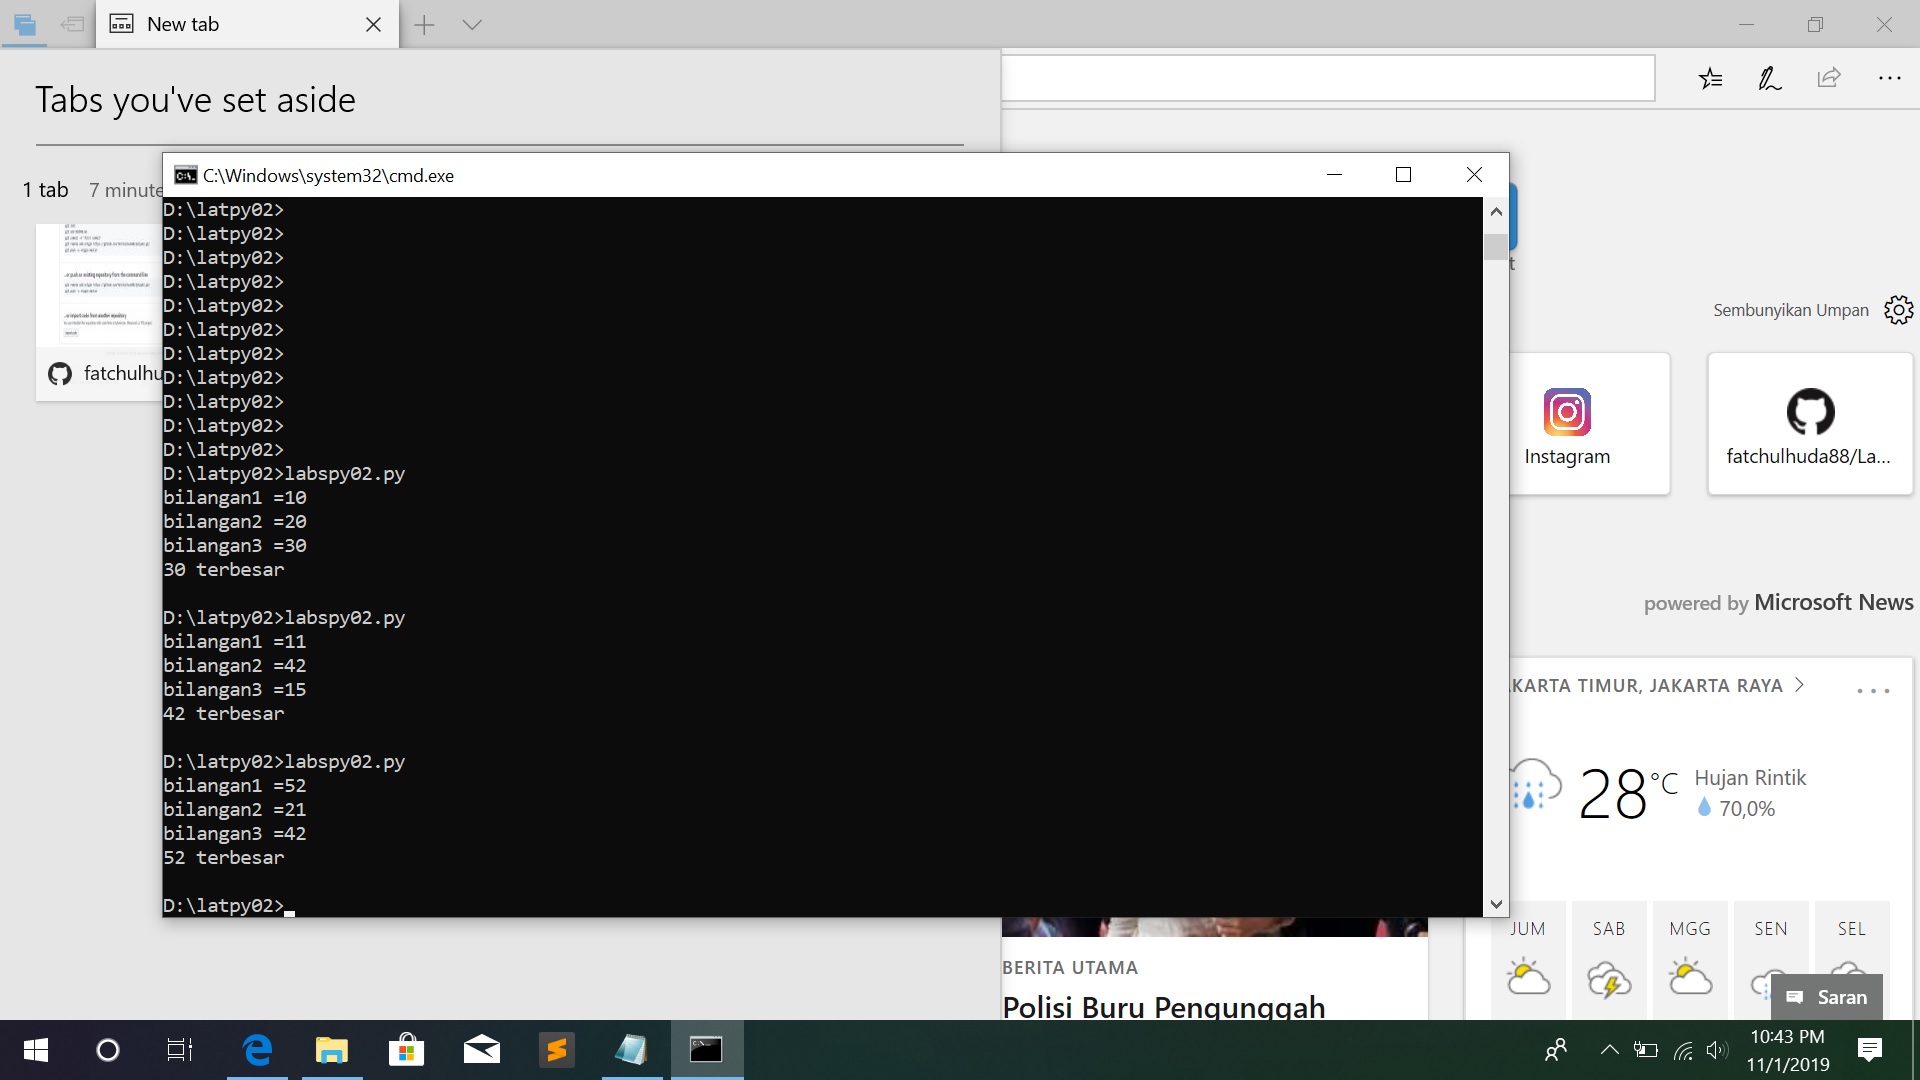 New tab
Tabs you've set aside
1 tab 7 minute
fatchulhu
C:\Windows\system32\cmd.exe
D:\latpy02>
D:\latpy02>
D:\latpy02>
D:\latpy02>
D:\latpy02>
D:\latpy02>
D:\latpy02>
D:\latpy02>
D:\latpy02>
D:\latpy02>
D:\latpy02>
D:\latpy02>labspy02.py
bilangan1 =10
bilangan2 =20
bilangan3 =30
30 terbesar
D:\latpy02>labspy02.py
bilangan1 =11
bilangan2 =42
bilangan3 =15
42 terbesar
D:\latpy02>labspy02.py
bilangan1 =52
bilangan2 =21
bilangan3 =42
52 terbesar
D:\latpy02>
t
Sembunyikan Umpan
Instagram
fatchulhuda88/La...
powered by Microsoft News
KARTA TIMUR, JAKARTA RAYA
28°C
Hujan Rintik
70,0%
JUM SAB MGG SEN SEL
BERITA UTAMA
Polisi Buru Pengunggah
Saran
10:43 PM
11/1/2019